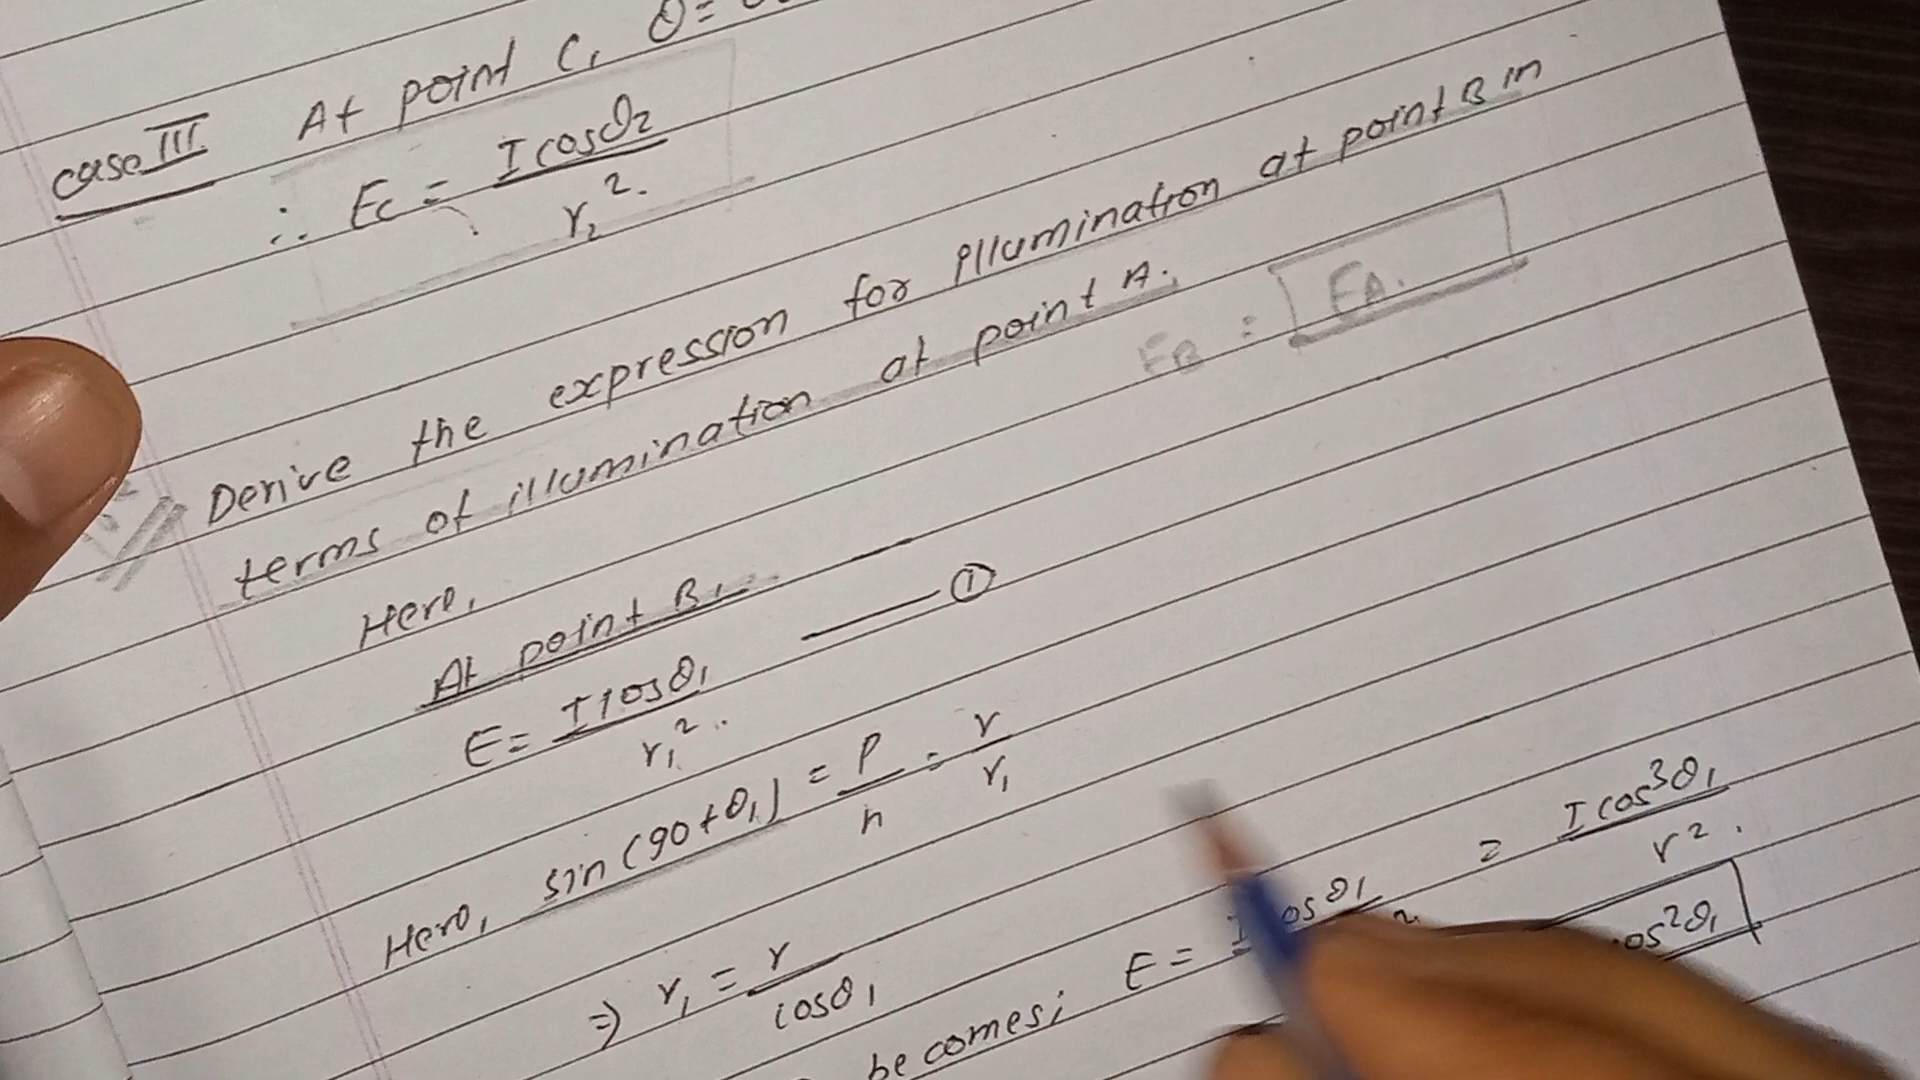 case III At point C, θ =
∴ Ec = I cosθ2 / r2².
Derive the expression for illumination at point B in
terms of illumination at point A.
EB = EA.
Here,
At point B,
E = I cosθ1 / r1² .. ——— ①
Here, sin(90+θ1) = P/h = r/r1
⇒ r1 = r / cosθ1
becomes; E = = I cos³θ1 / r².